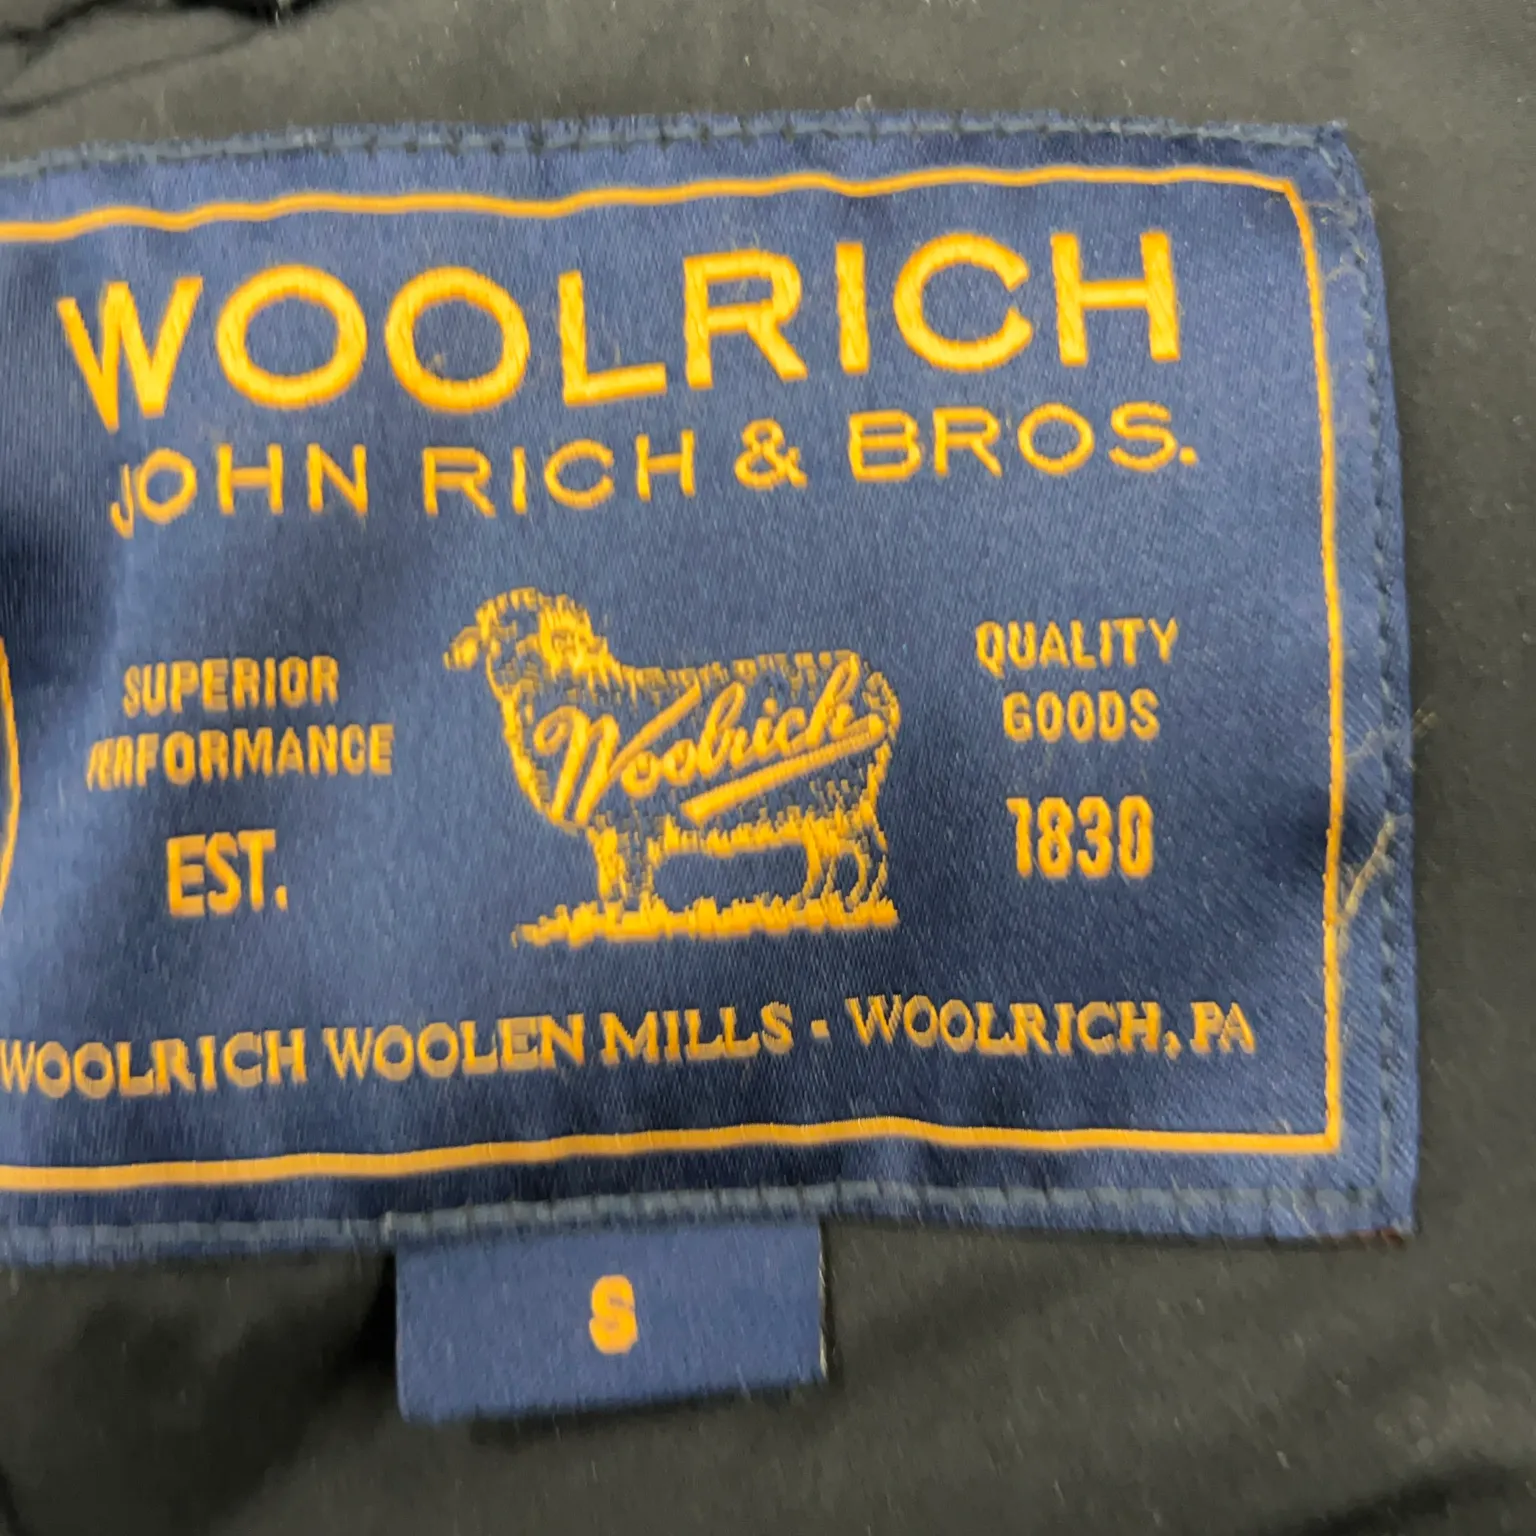 WOOLRICH
JOHN RICH & BROS.
SUPERIOR
PERFORMANCE
EST.
Woolrich
QUALITY
GOODS
1830
WOOLRICH WOOLEN MILLS · WOOLRICH, PA
S